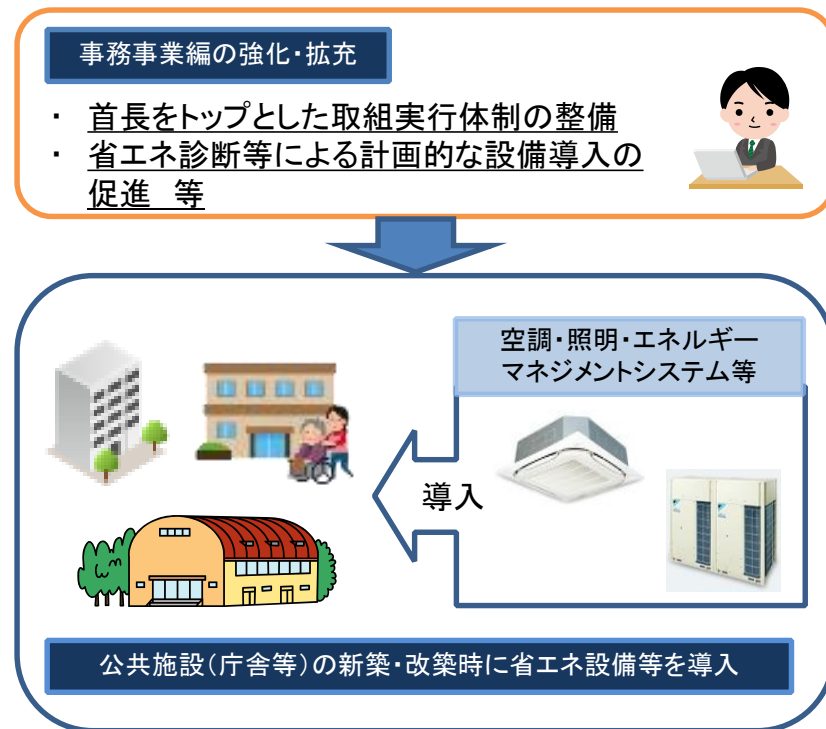 事務事業編の強化・拡充
・ 首長をトップとした取組実行体制の整備
・ 省エネ診断等による計画的な設備導入の
促進　等
空調・照明・エネルギー
マネジメントシステム等
導入
公共施設（庁舎等）の新築・改築時に省エネ設備等を導入